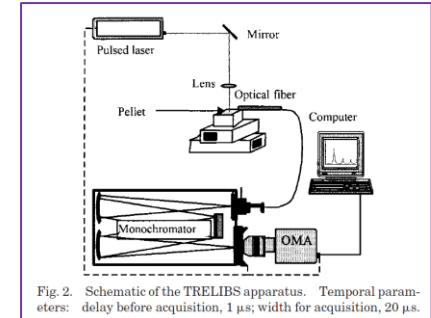 Pulsed laser
Mirror
Lens
Optical fiber
Pellet
Computer
Monochromator
OMA
Fig. 2. Schematic of the TRELIBS apparatus. Temporal param-
eters: delay before acquisition, 1 μs; width for acquisition, 20 μs.